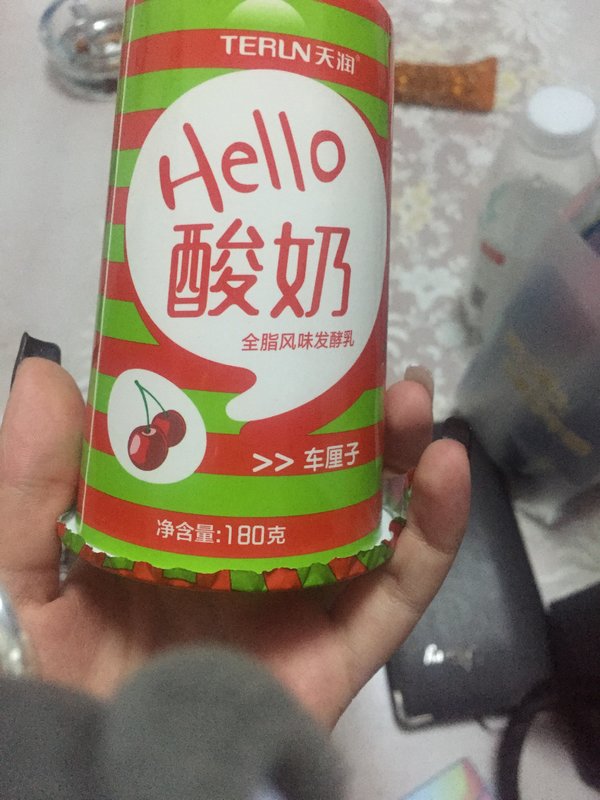 TERUN天润®
Hello
酸奶
全脂风味发酵乳
>> 车厘子
净含量:180克